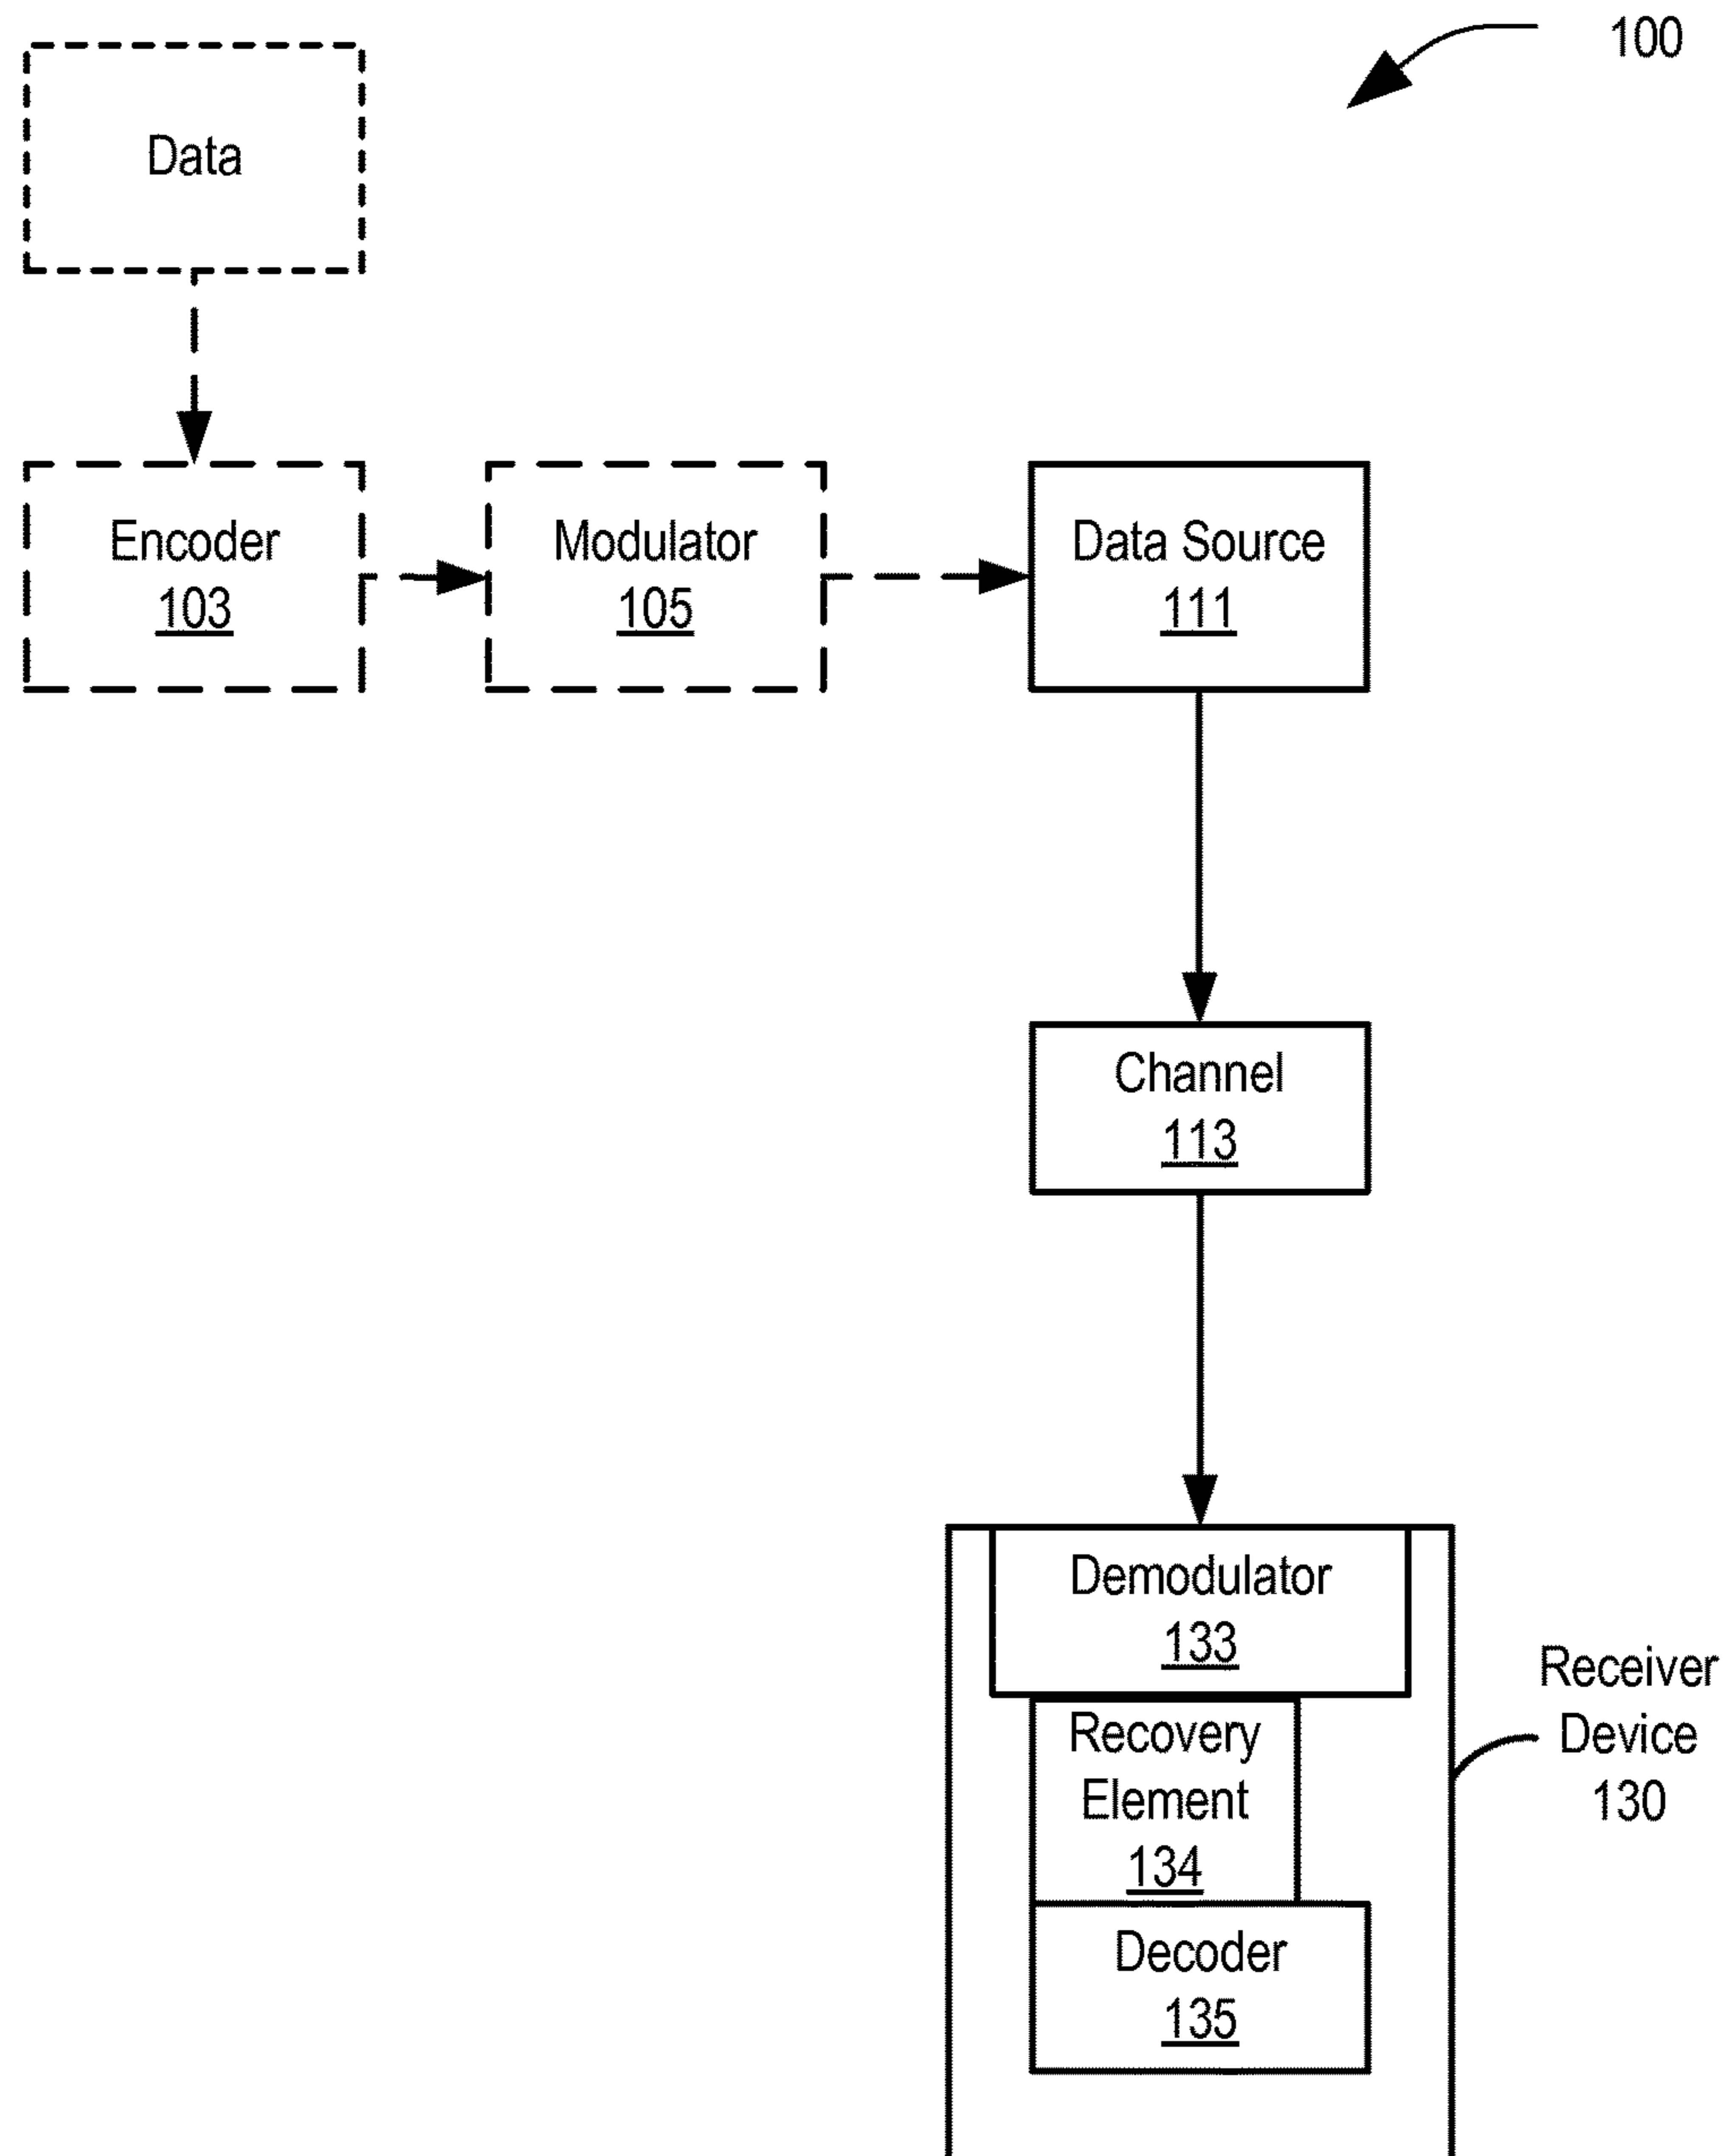 100
Data
Encoder
103
Modulator
105
Data Source
111
Channel
113
Demodulator
133
Recovery
Element
134
Decoder
135
Receiver
Device
130